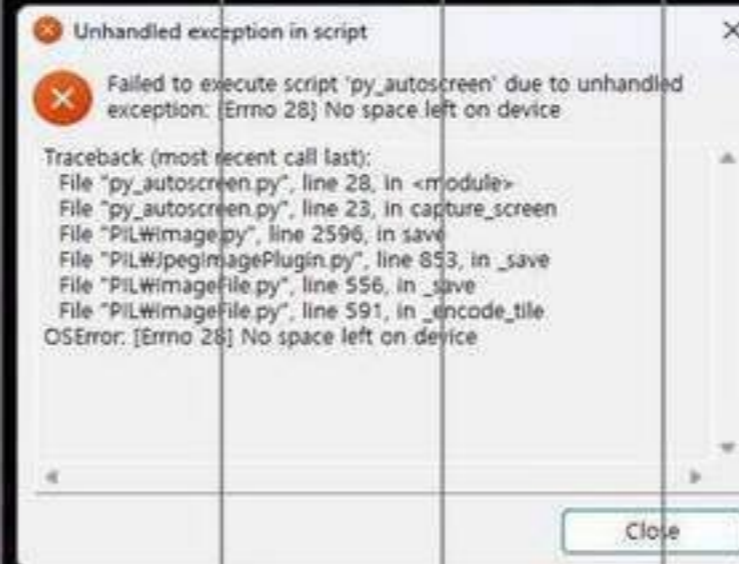 Unhandled exception in script
Failed to execute script 'py_autoscreen' due to unhandled
exception: [Errno 28] No space left on device
Traceback (most recent call last):
File "py_autoscreen.py", line 28, in <module>
File "py_autoscreen.py", line 23, in capture_screen
File "PIL₩Image.py", line 2596, in save
File "PIL₩JpegImagePlugin.py", line 853, in _save
File "PIL₩ImageFile.py", line 556, in _save
File "PIL₩ImageFile.py", line 591, in _encode_tile
OSError: [Errno 28] No space left on device
Close